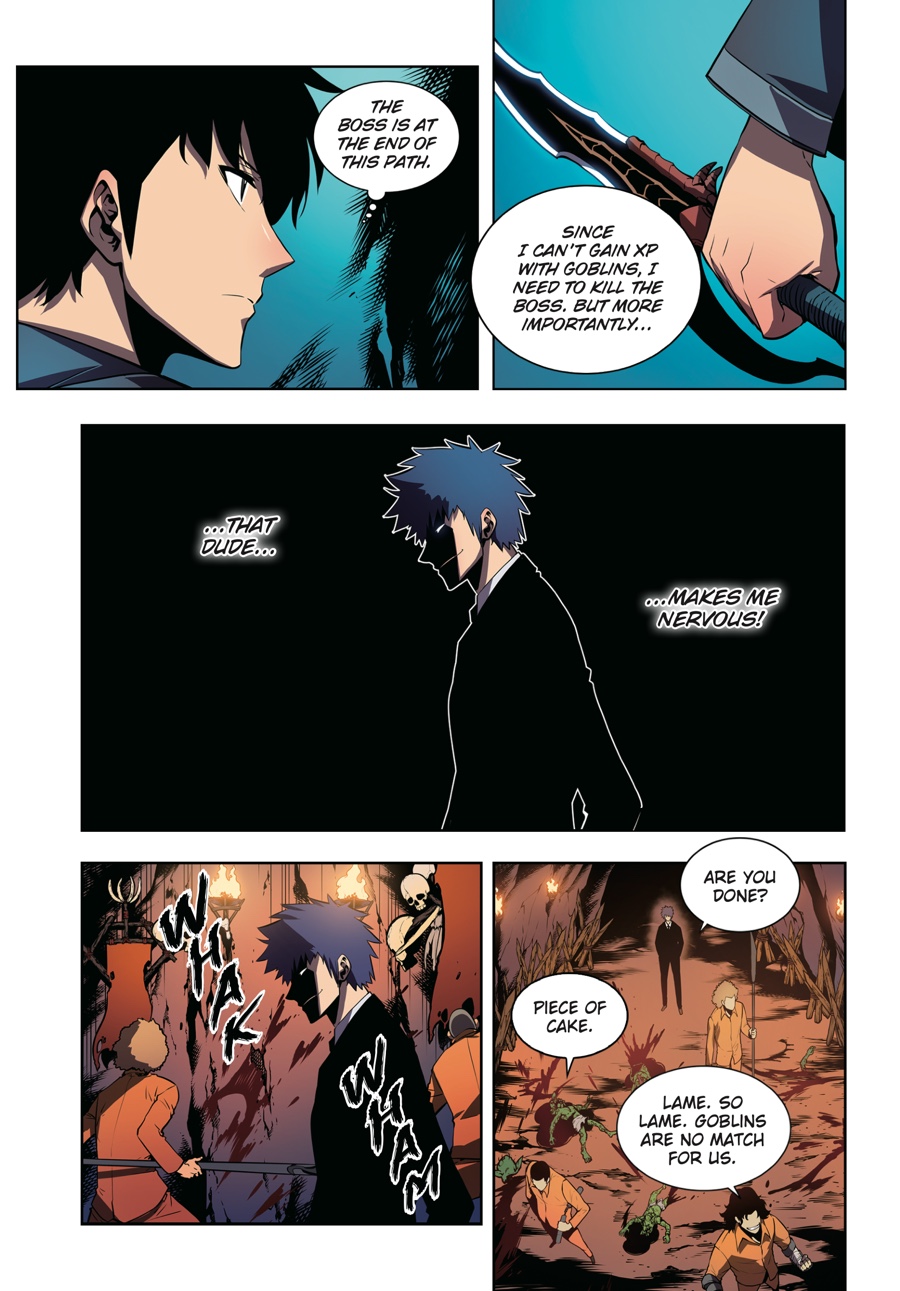 THE
BOSS IS AT
THE END OF
THIS PATH.
SINCE
I CAN'T GAIN XP
WITH GOBLINS, I
NEED TO KILL THE
BOSS. BUT MORE
IMPORTANTLY...
...THAT
DUDE...
...MAKES ME
NERVOUS!
WHAK
WHAM
ARE YOU
DONE?
PIECE OF
CAKE.
LAME. SO
LAME. GOBLINS
ARE NO MATCH
FOR US.